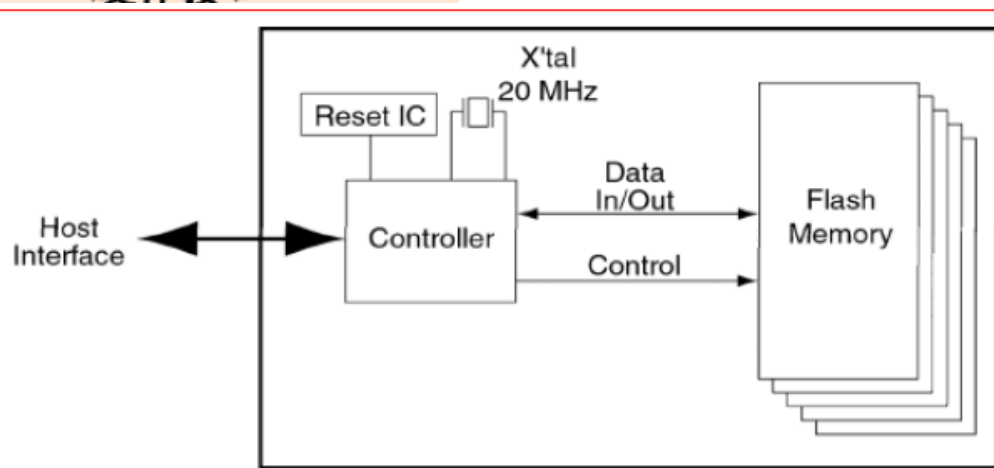 X'tal
20 MHz
Reset IC
Data
In/Out
Flash
Memory
Host
Interface
Controller
Control